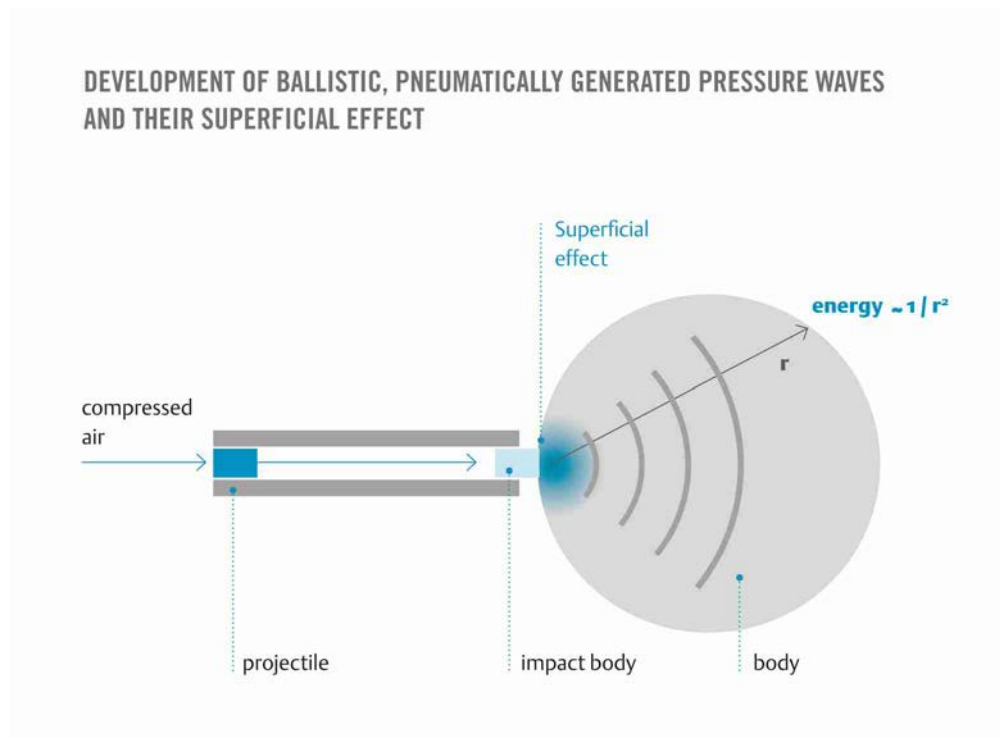 DEVELOPMENT OF BALLISTIC, PNEUMATICALLY GENERATED PRESSURE WAVES
AND THEIR SUPERFICIAL EFFECT
Superficial
effect
energy ~1/r²
r
compressed
air
projectile
impact body
body